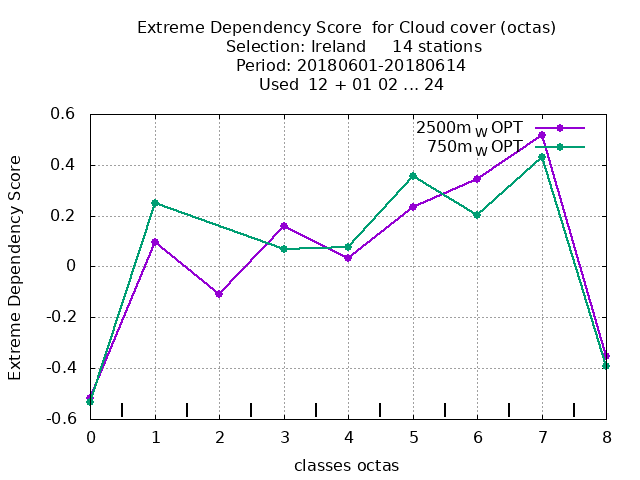 Extreme Dependency Score  for Cloud cover (octas)
Selection: Ireland     14 stations
Period: 20180601-20180614
Used  12 + 01 02 ... 24
2500m W OPT
750m W OPT
0.6
0.4
0.2
0
-0.2
-0.4
-0.6
Extreme Dependency Score
0 1 2 3 4 5 6 7 8
classes octas